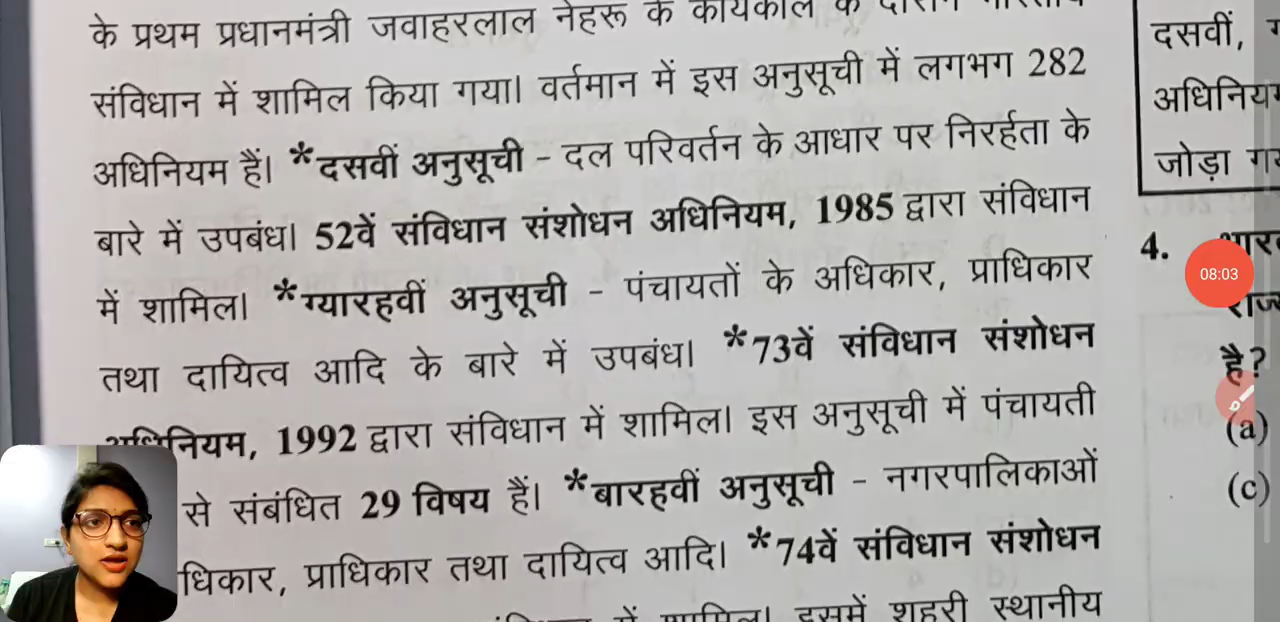 के प्रथम प्रधानमंत्री जवाहरलाल नेहरू के कार्यकाल के दौरान भारतीय
संविधान में शामिल किया गया। वर्तमान में इस अनुसूची में लगभग 282
अधिनियम हैं। *दसवीं अनुसूची - दल परिवर्तन के आधार पर निरर्हता के
बारे में उपबंध। 52वें संविधान संशोधन अधिनियम, 1985 द्वारा संविधान
में शामिल। *ग्यारहवीं अनुसूची - पंचायतों के अधिकार, प्राधिकार
तथा दायित्व आदि के बारे में उपबंध। *73वें संविधान संशोधन
अधिनियम, 1992 द्वारा संविधान में शामिल। इस अनुसूची में पंचायती
से संबंधित 29 विषय हैं। *बारहवीं अनुसूची - नगरपालिकाओं
धिकार, प्राधिकार तथा दायित्व आदि। *74वें संविधान संशोधन
में शामिल। इसमें शहरी स्थानीय
दसवीं,
अधिनियम
जोड़ा
4.
08:03
है?
(a)
(c)